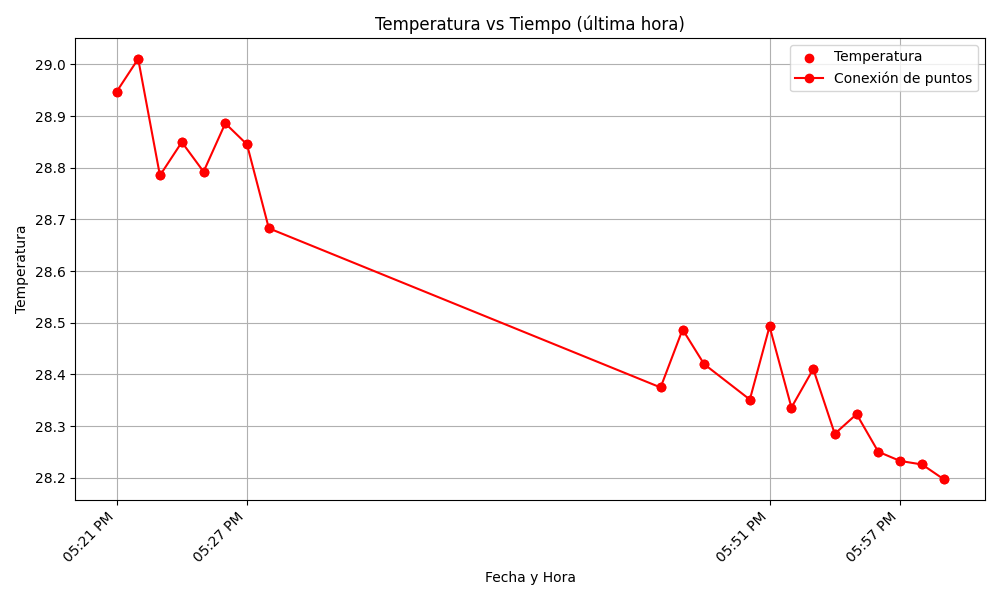 Temperatura vs Tiempo (última hora)
Temperatura
Conexión de puntos
29.0
28.9
28.8
28.7
28.6
28.5
28.4
28.3
28.2
Temperatura
05:21 PM
05:27 PM
05:51 PM
05:57 PM
Fecha y Hora